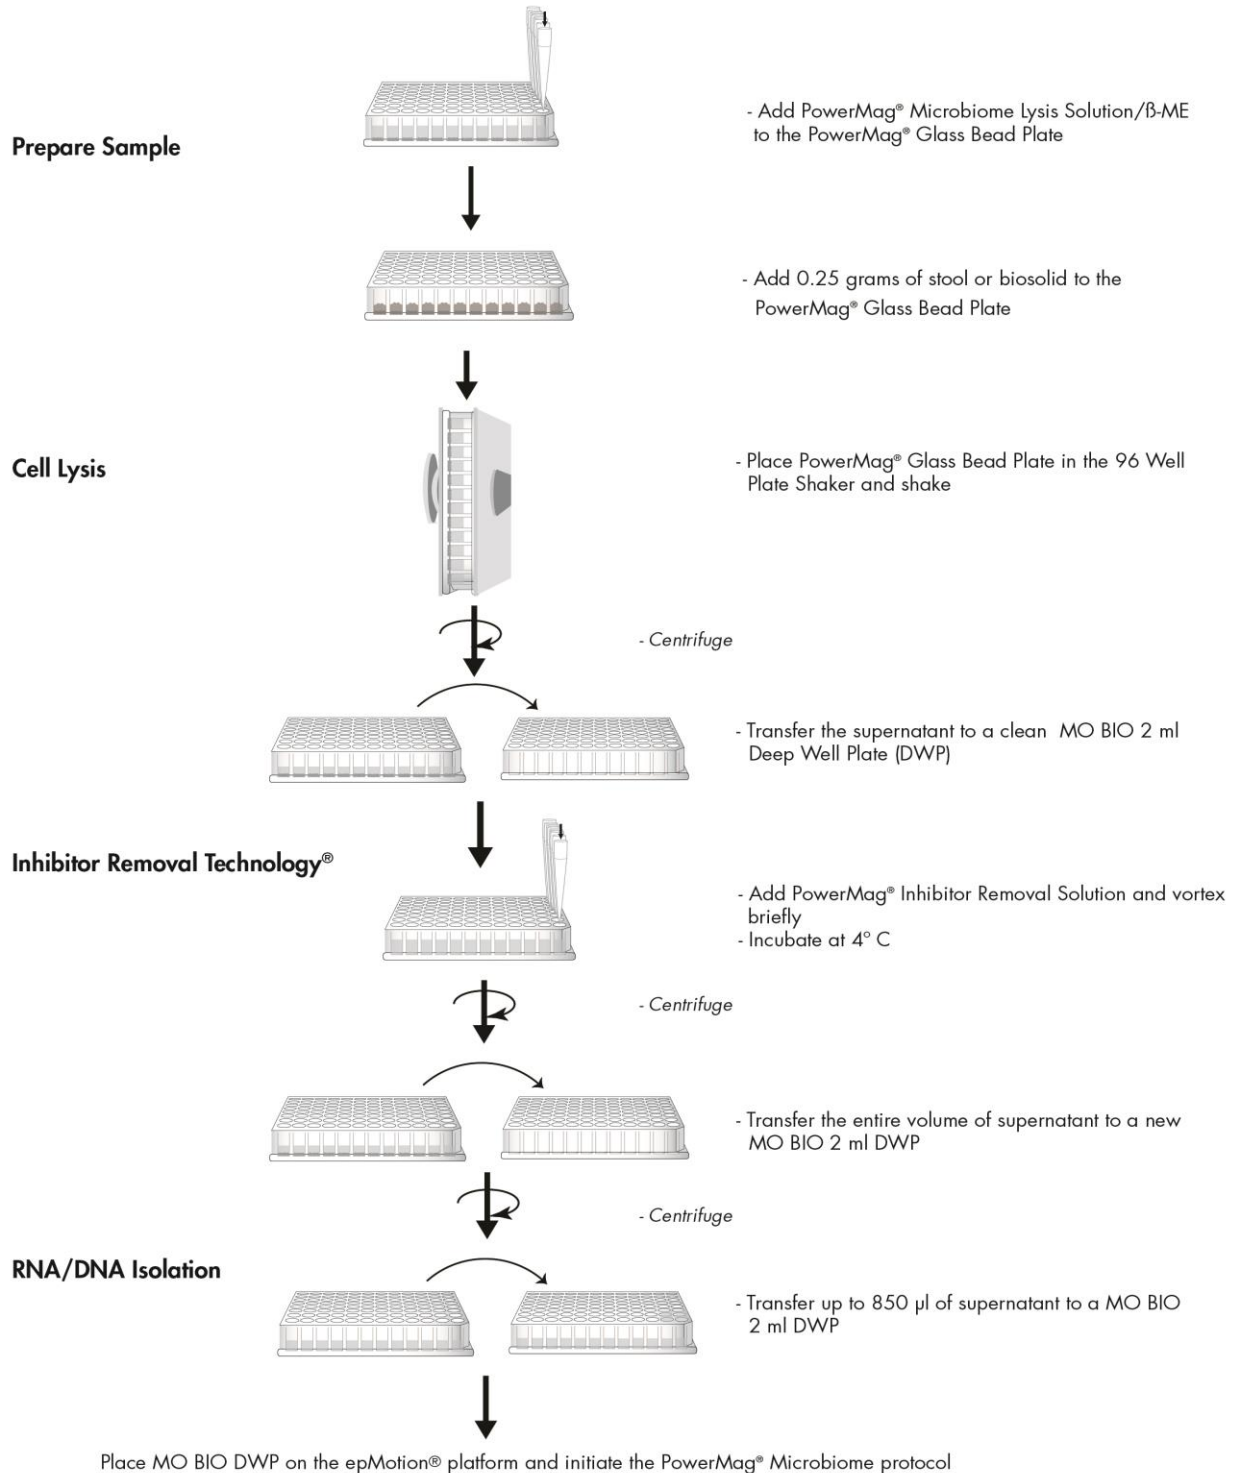 - Add PowerMag® Microbiome Lysis Solution/ß-ME
to the PowerMag® Glass Bead Plate
Prepare Sample
- Add 0.25 grams of stool or biosolid to the
PowerMag® Glass Bead Plate
Cell Lysis
- Place PowerMag® Glass Bead Plate in the 96 Well
Plate Shaker and shake
- Centrifuge
- Transfer the supernatant to a clean MO BIO 2 ml
Deep Well Plate (DWP)
Inhibitor Removal Technology®
- Add PowerMag® Inhibitor Removal Solution and vortex
briefly
- Incubate at 4° C
- Centrifuge
- Transfer the entire volume of supernatant to a new
MO BIO 2 ml DWP
- Centrifuge
RNA/DNA Isolation
- Transfer up to 850 µl of supernatant to a MO BIO
2 ml DWP
Place MO BIO DWP on the epMotion® platform and initiate the PowerMag® Microbiome protocol